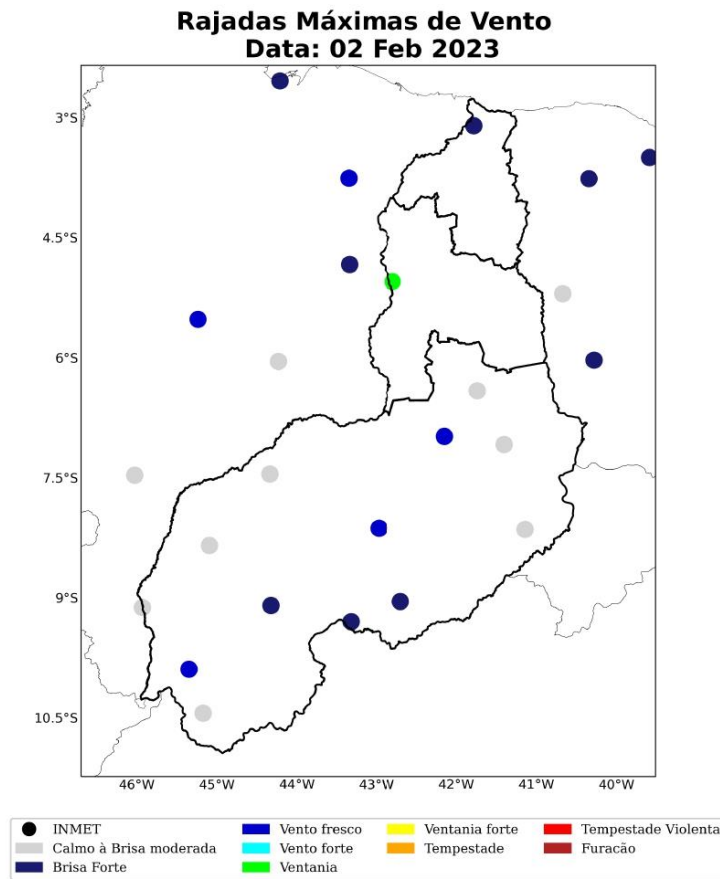 Rajadas Máximas de Vento
Data: 02 Feb 2023
3°S
4.5°S
6°S
7.5°S
9°S
10.5°S
46°W 45°W 44°W 43°W 42°W 41°W 40°W
INMET Vento fresco Ventania forte Tempestade Violenta
Calmo à Brisa moderada Vento forte Tempestade Furacão
Brisa Forte Ventania